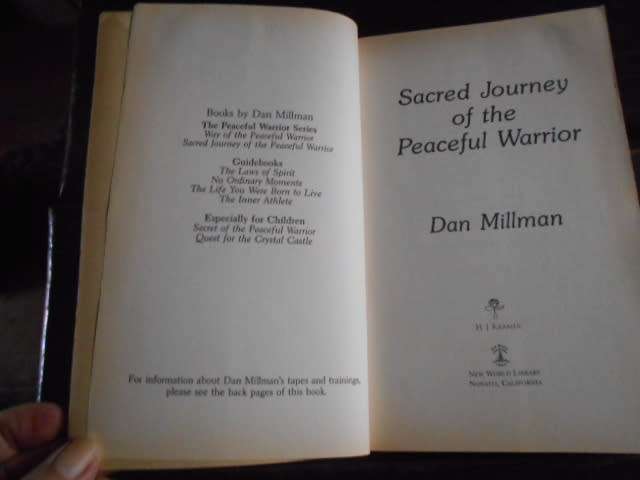 Books by Dan Millman
The Peaceful Warrior Series
Way of the Peaceful Warrior
Sacred Journey of the Peaceful Warrior
Guidebooks
The Laws of Spirit
No Ordinary Moments
The Life You Were Born to Live
The Inner Athlete
Especially for Children
Secret of the Peaceful Warrior
Quest for the Crystal Castle
For information about Dan Millman's tapes and trainings,
please see the back pages of this book.
Sacred Journey
of the
Peaceful Warrior
Dan Millman
H J Kramer
New World Library
Novato, California